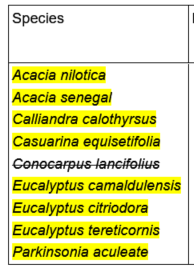 Species
Acacia nilotica
Acacia senegal
Calliandra calothyrsus
Casuarina equisetifolia
Conocarpus lancifolius
Eucalyptus camaldulensis
Eucalyptus citriodora
Eucalyptus tereticornis
Parkinsonia aculeate